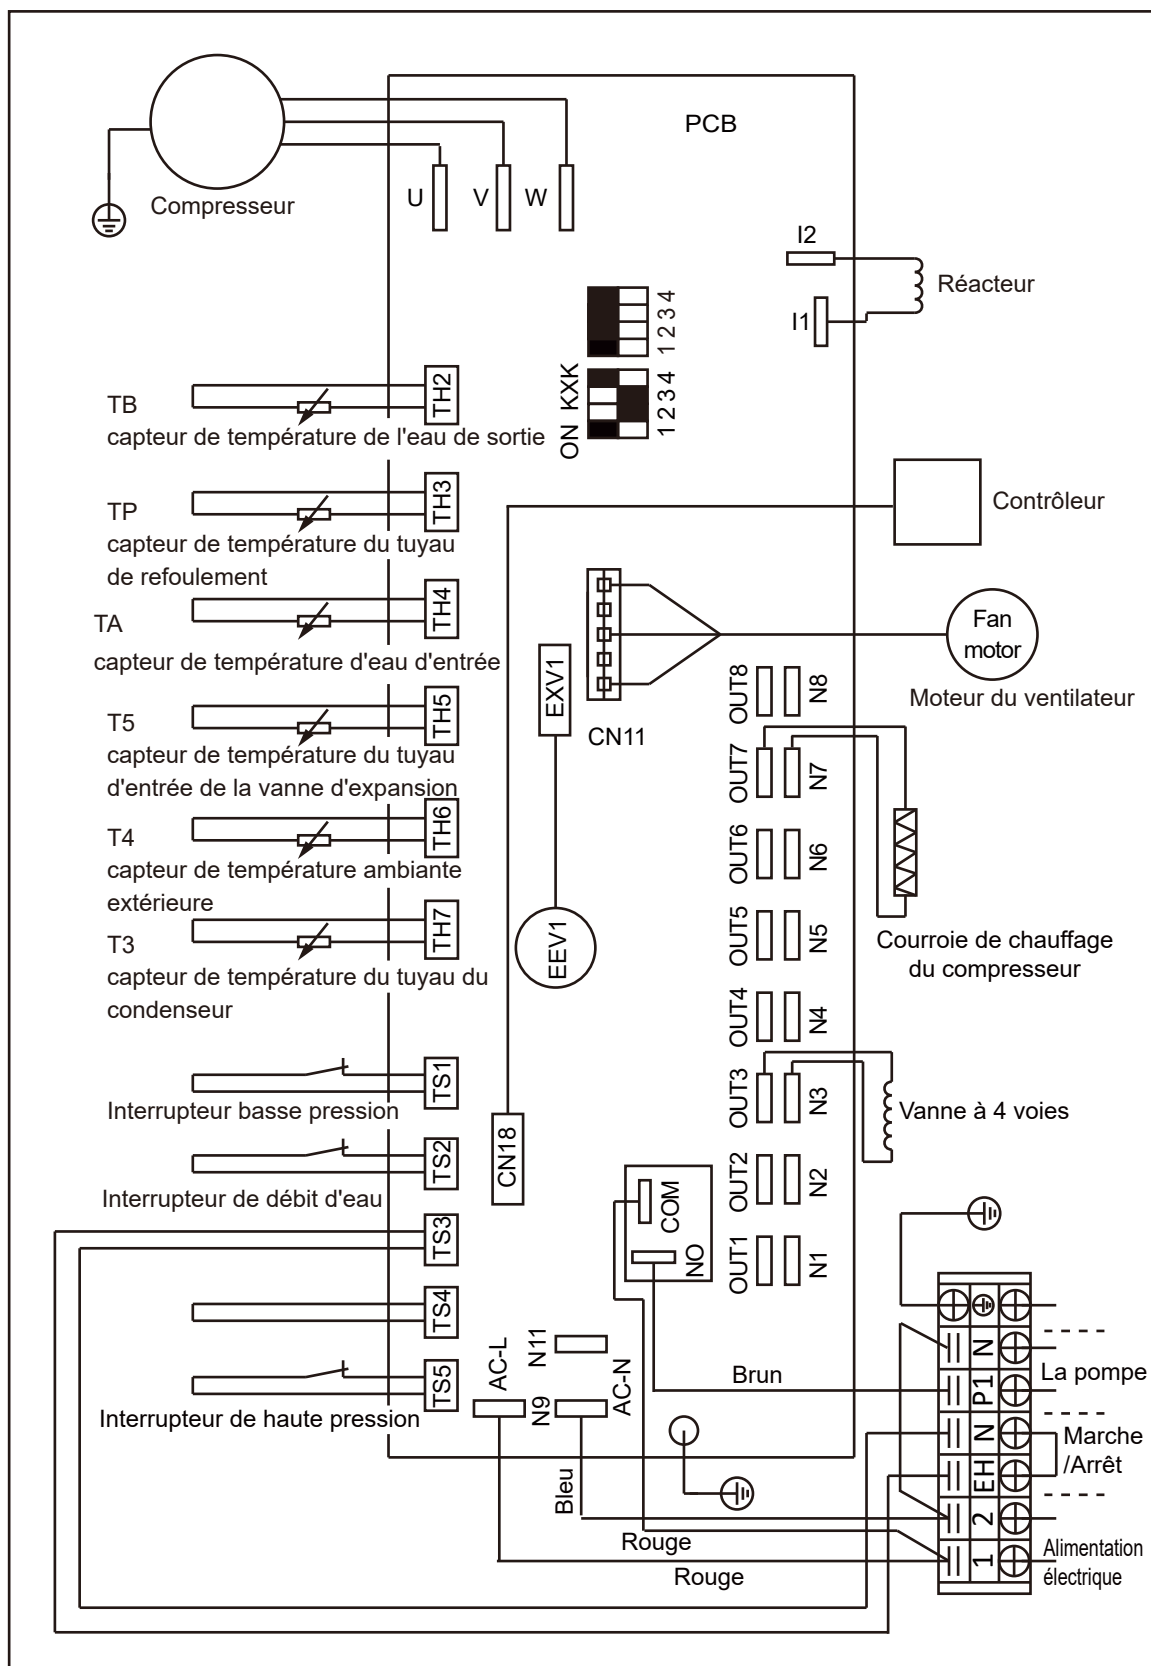 PCB
Compresseur
U
V
W
I2
I1
Réacteur
1 2 3 4
ON KXK
1 2 3 4
TB
TH2
capteur de température de l'eau de sortie
TP
TH3
capteur de température du tuyau
de refoulement
TA
TH4
capteur de température d'eau d'entrée
T5
TH5
capteur de température du tuyau
d'entrée de la vanne d'expansion
T4
TH6
capteur de température ambiante
extérieure
T3
TH7
capteur de température du tuyau du
condenseur
Contrôleur
Fan
motor
Moteur du ventilateur
EXV1
CN11
EEV1
OUT8
N8
OUT7
N7
OUT6
N6
OUT5
N5
OUT4
N4
OUT3
N3
OUT2
N2
OUT1
N1
Courroie de chauffage
du compresseur
Vanne à 4 voies
TS1
Interrupteur basse pression
TS2
Interrupteur de débit d'eau
TS3
TS4
TS5
Interrupteur de haute pression
CN18
COM
NO
AC-L
N11
N9
AC-N
Brun
Bleu
Rouge
Rouge
N
P1
N
EH
2
1
La pompe
Marche
/Arrêt
Alimentation
électrique